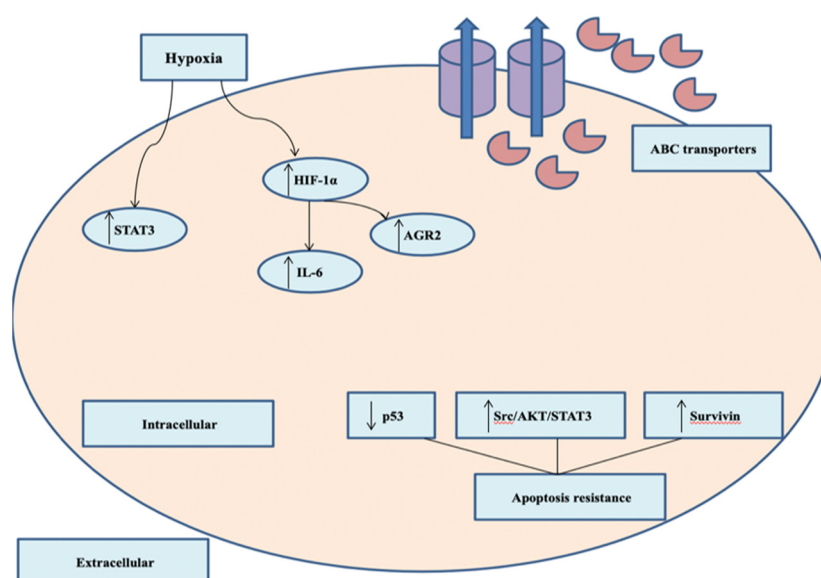 Hypoxia
ABC transporters
HIF-1α
STAT3
AGR2
IL-6
p53
Src/AKT/STAT3
Survivin
Intracellular
Apoptosis resistance
Extracellular